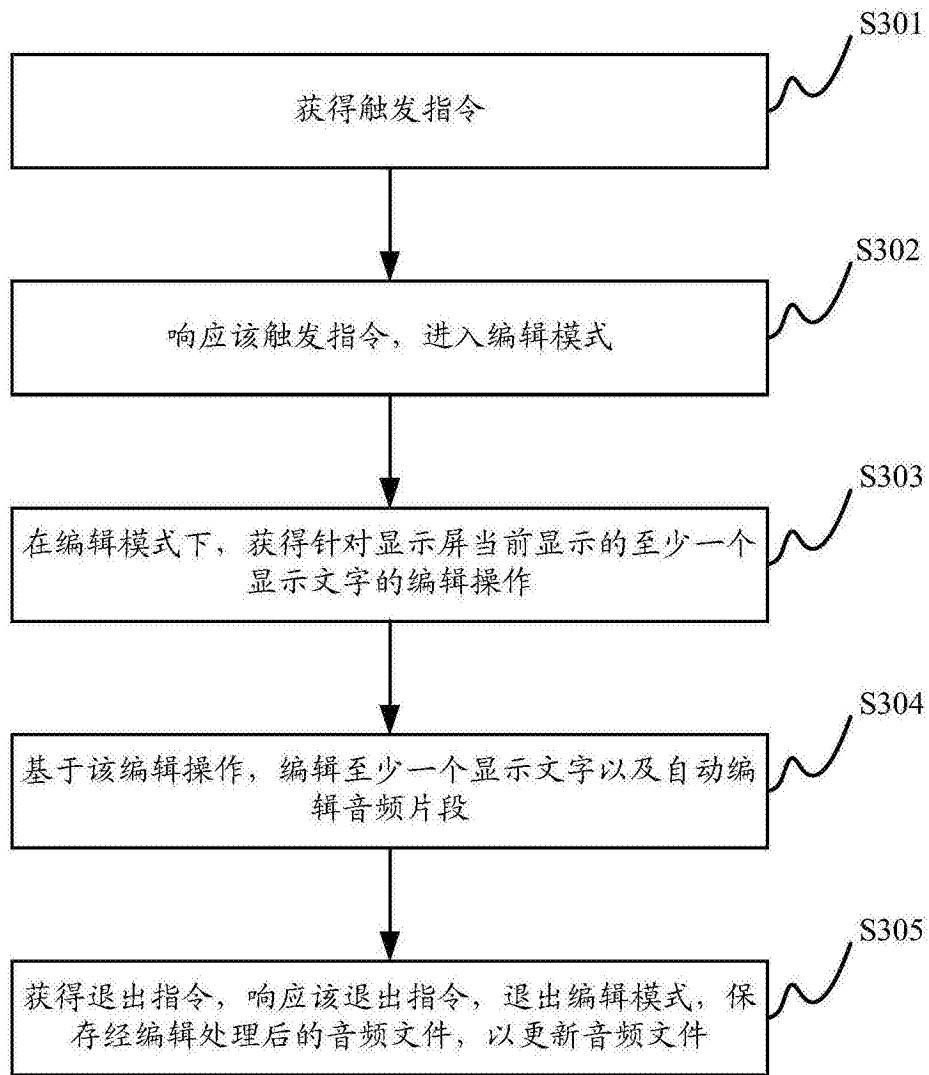 S301
获得触发指令
S302
响应该触发指令，进入编辑模式
S303
在编辑模式下，获得针对显示屏当前显示的至少一个
显示文字的编辑操作
S304
基于该编辑操作，编辑至少一个显示文字以及自动编
辑音频片段
S305
获得退出指令，响应该退出指令，退出编辑模式，保
存经编辑处理后的音频文件，以更新音频文件